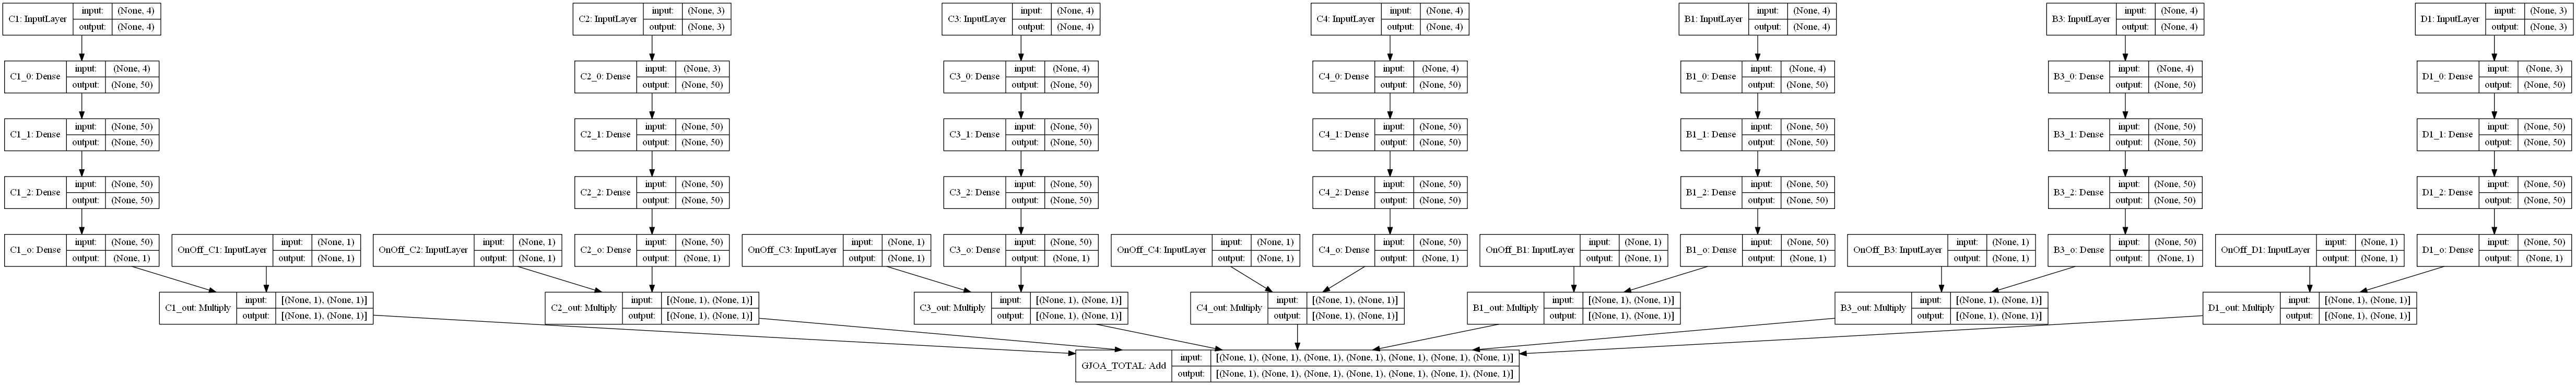 C1: InputLayer input: (None, 4) output: (None, 4)
C2: InputLayer input: (None, 3) output: (None, 3)
C3: InputLayer input: (None, 4) output: (None, 4)
C4: InputLayer input: (None, 4) output: (None, 4)
B1: InputLayer input: (None, 4) output: (None, 4)
B3: InputLayer input: (None, 4) output: (None, 4)
D1: InputLayer input: (None, 3) output: (None, 3)
C1_0: Dense input: (None, 4) output: (None, 50)
C2_0: Dense input: (None, 3) output: (None, 50)
C3_0: Dense input: (None, 4) output: (None, 50)
C4_0: Dense input: (None, 4) output: (None, 50)
B1_0: Dense input: (None, 4) output: (None, 50)
B3_0: Dense input: (None, 4) output: (None, 50)
D1_0: Dense input: (None, 3) output: (None, 50)
C1_1: Dense input: (None, 50) output: (None, 50)
C2_1: Dense input: (None, 50) output: (None, 50)
C3_1: Dense input: (None, 50) output: (None, 50)
C4_1: Dense input: (None, 50) output: (None, 50)
B1_1: Dense input: (None, 50) output: (None, 50)
B3_1: Dense input: (None, 50) output: (None, 50)
D1_1: Dense input: (None, 50) output: (None, 50)
C1_2: Dense input: (None, 50) output: (None, 50)
C2_2: Dense input: (None, 50) output: (None, 50)
C3_2: Dense input: (None, 50) output: (None, 50)
C4_2: Dense input: (None, 50) output: (None, 50)
B1_2: Dense input: (None, 50) output: (None, 50)
B3_2: Dense input: (None, 50) output: (None, 50)
D1_2: Dense input: (None, 50) output: (None, 50)
C1_o: Dense input: (None, 50) output: (None, 1)
OnOff_C1: InputLayer input: (None, 1) output: (None, 1)
OnOff_C2: InputLayer input: (None, 1) output: (None, 1)
C2_o: Dense input: (None, 50) output: (None, 1)
OnOff_C3: InputLayer input: (None, 1) output: (None, 1)
C3_o: Dense input: (None, 50) output: (None, 1)
OnOff_C4: InputLayer input: (None, 1) output: (None, 1)
C4_o: Dense input: (None, 50) output: (None, 1)
OnOff_B1: InputLayer input: (None, 1) output: (None, 1)
B1_o: Dense input: (None, 50) output: (None, 1)
OnOff_B3: InputLayer input: (None, 1) output: (None, 1)
B3_o: Dense input: (None, 50) output: (None, 1)
OnOff_D1: InputLayer input: (None, 1) output: (None, 1)
D1_o: Dense input: (None, 50) output: (None, 1)
C1_out: Multiply input: [(None, 1), (None, 1)] output: [(None, 1), (None, 1)]
C2_out: Multiply input: [(None, 1), (None, 1)] output: [(None, 1), (None, 1)]
C3_out: Multiply input: [(None, 1), (None, 1)] output: [(None, 1), (None, 1)]
C4_out: Multiply input: [(None, 1), (None, 1)] output: [(None, 1), (None, 1)]
B1_out: Multiply input: [(None, 1), (None, 1)] output: [(None, 1), (None, 1)]
B3_out: Multiply input: [(None, 1), (None, 1)] output: [(None, 1), (None, 1)]
D1_out: Multiply input: [(None, 1), (None, 1)] output: [(None, 1), (None, 1)]
GJOA_TOTAL: Add input: [(None, 1), (None, 1), (None, 1), (None, 1), (None, 1), (None, 1), (None, 1)] output: [(None, 1), (None, 1), (None, 1), (None, 1), (None, 1), (None, 1), (None, 1)]